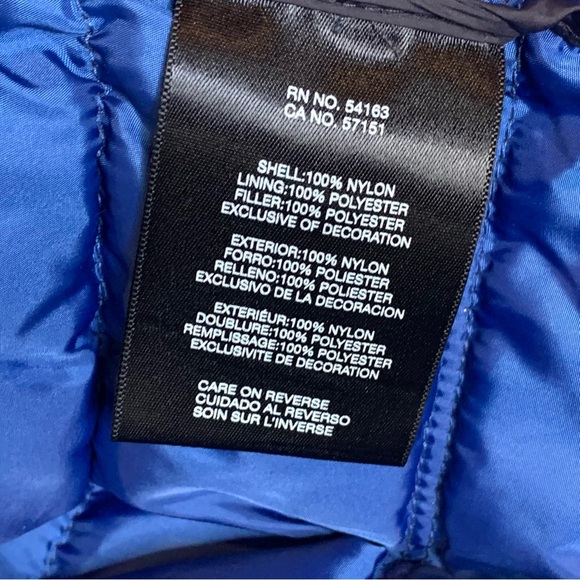 RN NO. 54163
CA NO. 57151
SHELL:100% NYLON
LINING:100% POLYESTER
FILLER:100% POLYESTER
EXCLUSIVE OF DECORATION
EXTERIOR:100% NYLON
FORRO:100% POLIESTER
RELLENO:100% POLIESTER
EXCLUSIVO DE LA DECORACION
EXTERIEUR:100% NYLON
DOUBLURE:100% POLYESTER
REMPLISSAGE:100% POLYESTER
EXCLUSIVITE DE DECORATION
CARE ON REVERSE
CUIDADO AL REVERSO
SOIN SUR L'INVERSE